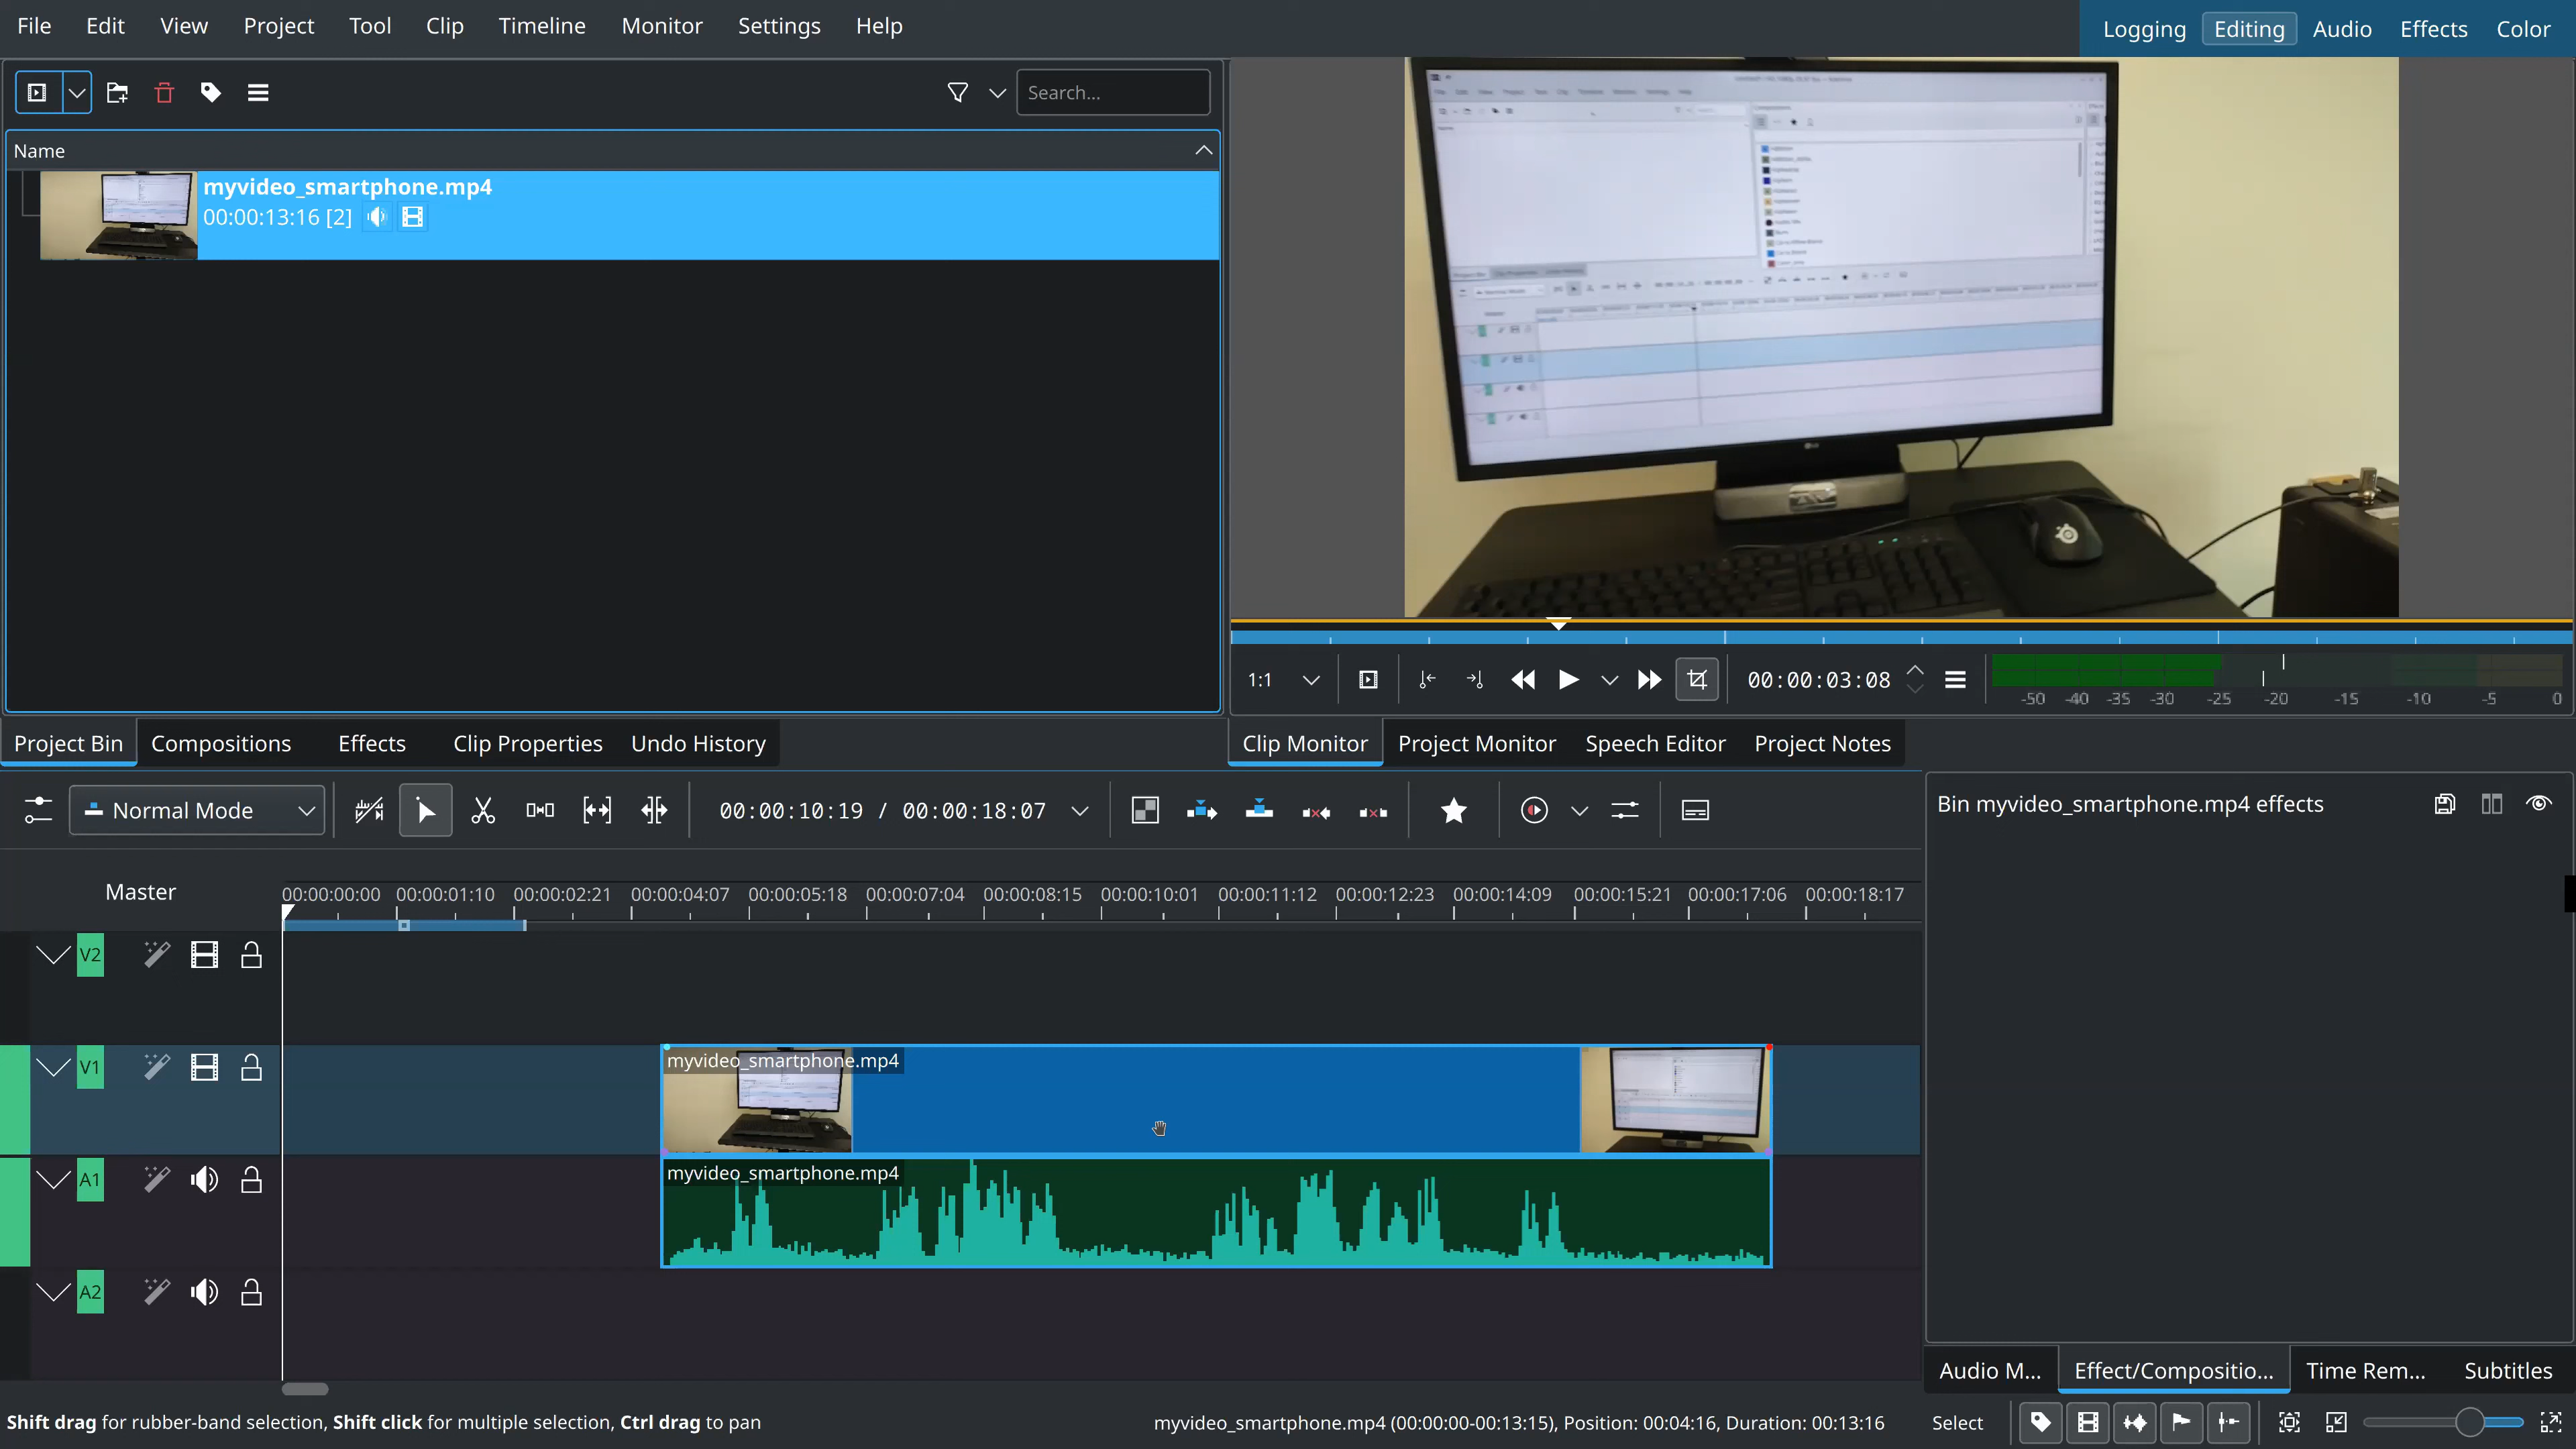 File Edit View Project Tool Clip Timeline Monitor Settings Help
Logging Editing Audio Effects Color
Search...
Name
myvideo_smartphone.mp4
00:00:13:16 [2]
1:1
00:00:03:08
-50 -40 -35 -30 -25 -20 -15 -10 -5 0
Project Bin Compositions Effects Clip Properties Undo History
Clip Monitor Project Monitor Speech Editor Project Notes
Normal Mode
00:00:10:19 / 00:00:18:07
Bin myvideo_smartphone.mp4 effects
Master
00:00:00:00 00:00:01:10 00:00:02:21 00:00:04:07 00:00:05:18 00:00:07:04 00:00:08:15 00:00:10:01 00:00:11:12 00:00:12:23 00:00:14:09 00:00:15:21 00:00:17:06 00:00:18:17
V2
V1
myvideo_smartphone.mp4
A1
myvideo_smartphone.mp4
A2
Audio M... Effect/Compositio... Time Rem... Subtitles
Shift drag for rubber-band selection, Shift click for multiple selection, Ctrl drag to pan
myvideo_smartphone.mp4 (00:00:00-00:13:15), Position: 00:04:16, Duration: 00:13:16
Select